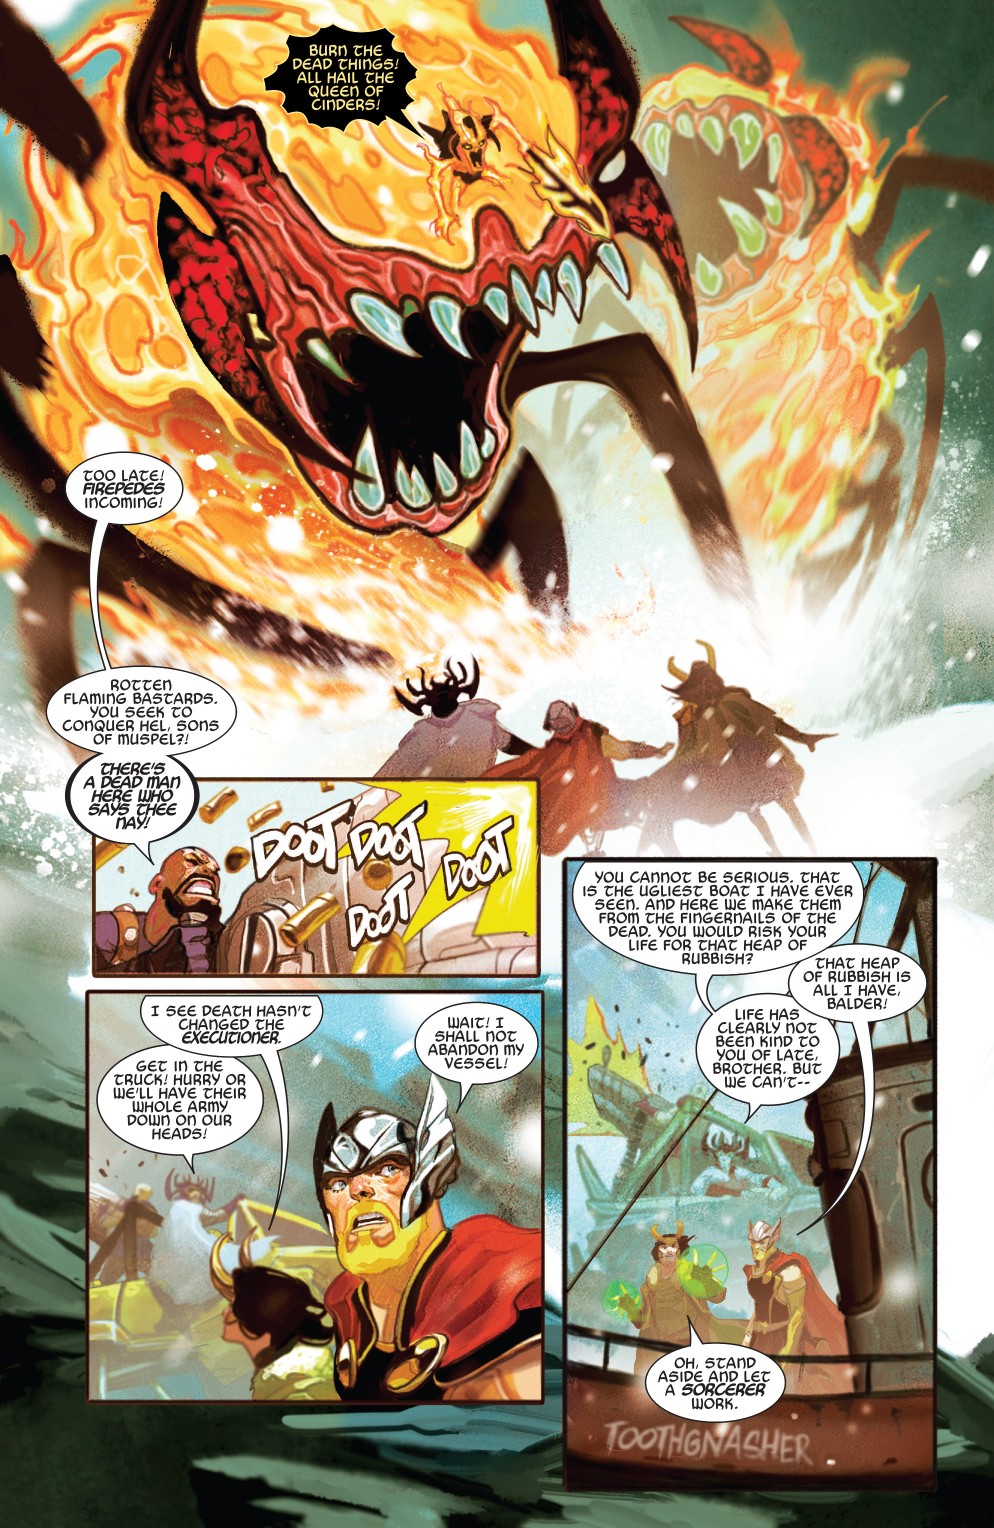 BURN THE
DEAD THINGS!
ALL HAIL THE
QUEEN OF
CINDERS!
TOO LATE!
FIREPEDES
INCOMING!
ROTTEN
FLAMING BASTARDS.
YOU SEEK TO
CONQUER HEL, SONS
OF MUSPEL?!
THERE'S
A DEAD MAN
HERE WHO
SAYS THEE
NAY!
DOOT DOOT
DOOT
DOOT
I SEE DEATH HASN'T
CHANGED THE
EXECUTIONER.
GET IN THE
TRUCK! HURRY OR
WE'LL HAVE THEIR
WHOLE ARMY
DOWN ON OUR
HEADS!
WAIT! I
SHALL NOT
ABANDON MY
VESSEL!
YOU CANNOT BE SERIOUS. THAT
IS THE UGLIEST BOAT I HAVE EVER
SEEN. AND HERE WE MAKE THEM
FROM THE FINGERNAILS OF THE
DEAD. YOU WOULD RISK YOUR
LIFE FOR THAT HEAP OF
RUBBISH?
THAT HEAP
OF RUBBISH IS
ALL I HAVE,
BALDER!
LIFE HAS
CLEARLY NOT
BEEN KIND TO
YOU OF LATE,
BROTHER. BUT
WE CAN'T--
OH, STAND
ASIDE AND LET
A SORCERER
WORK.
TOOTHGNASHER